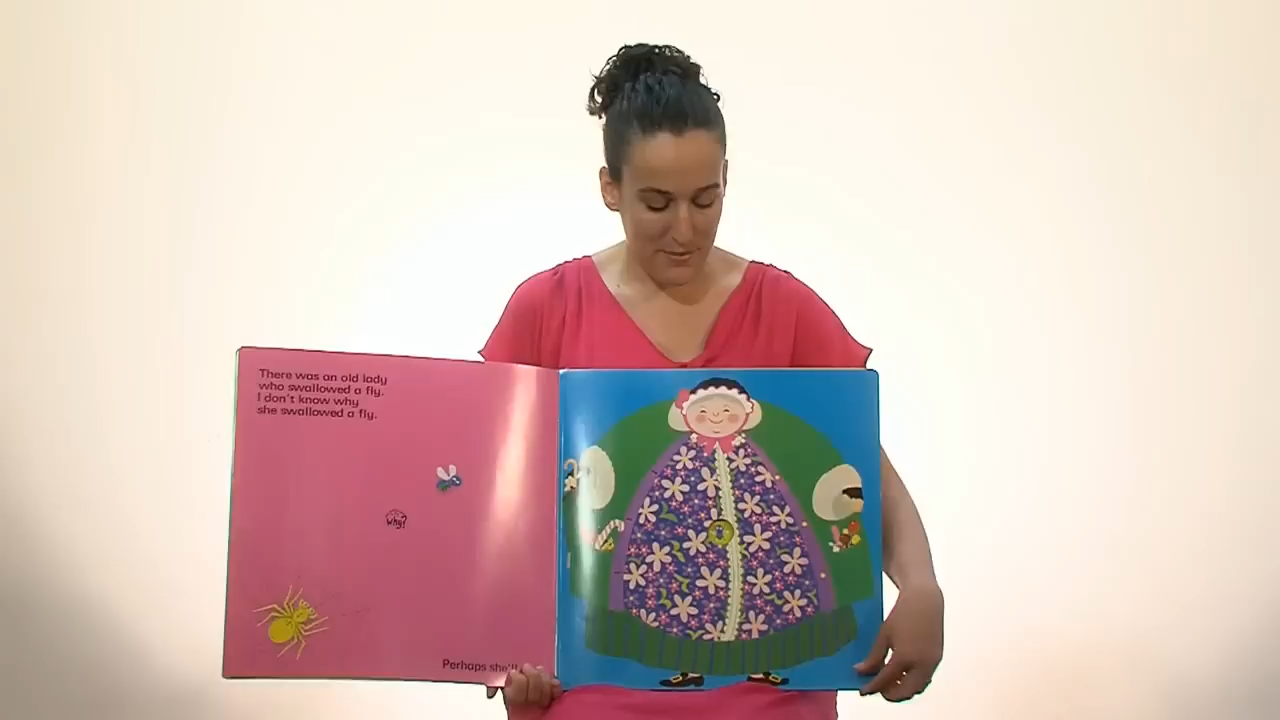 There was an old lady
who swallowed a fly.
I don't know why
she swallowed a fly.
why?
Perhaps she'll